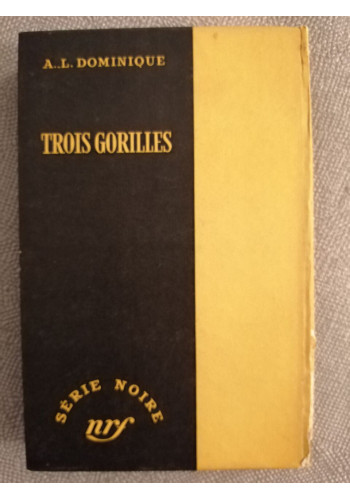 A..L. DOMINIQUE
TROIS GORILLES
SÉRIE NOIRE
nrf